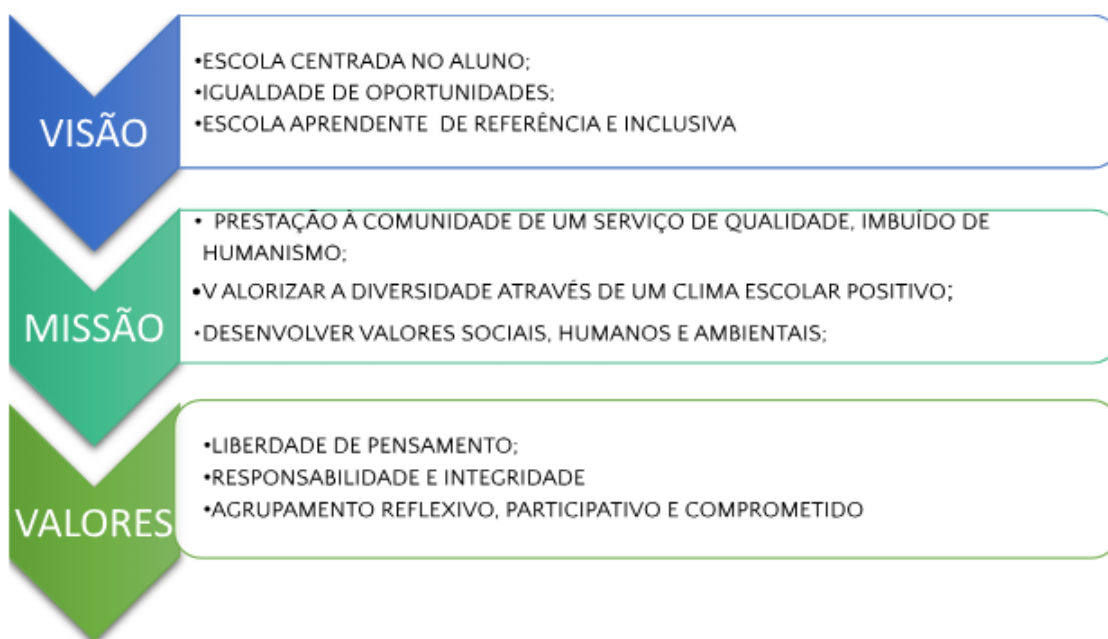 VISÃO
•ESCOLA CENTRADA NO ALUNO;
•IGUALDADE DE OPORTUNIDADES;
•ESCOLA APRENDENTE DE REFERÊNCIA E INCLUSIVA
MISSÃO
• PRESTAÇÃO À COMUNIDADE DE UM SERVIÇO DE QUALIDADE, IMBUÍDO DE
HUMANISMO;
•V ALORIZAR A DIVERSIDADE ATRAVÉS DE UM CLIMA ESCOLAR POSITIVO;
•DESENVOLVER VALORES SOCIAIS, HUMANOS E AMBIENTAIS;
VALORES
•LIBERDADE DE PENSAMENTO;
•RESPONSABILIDADE E INTEGRIDADE
•AGRUPAMENTO REFLEXIVO, PARTICIPATIVO E COMPROMETIDO